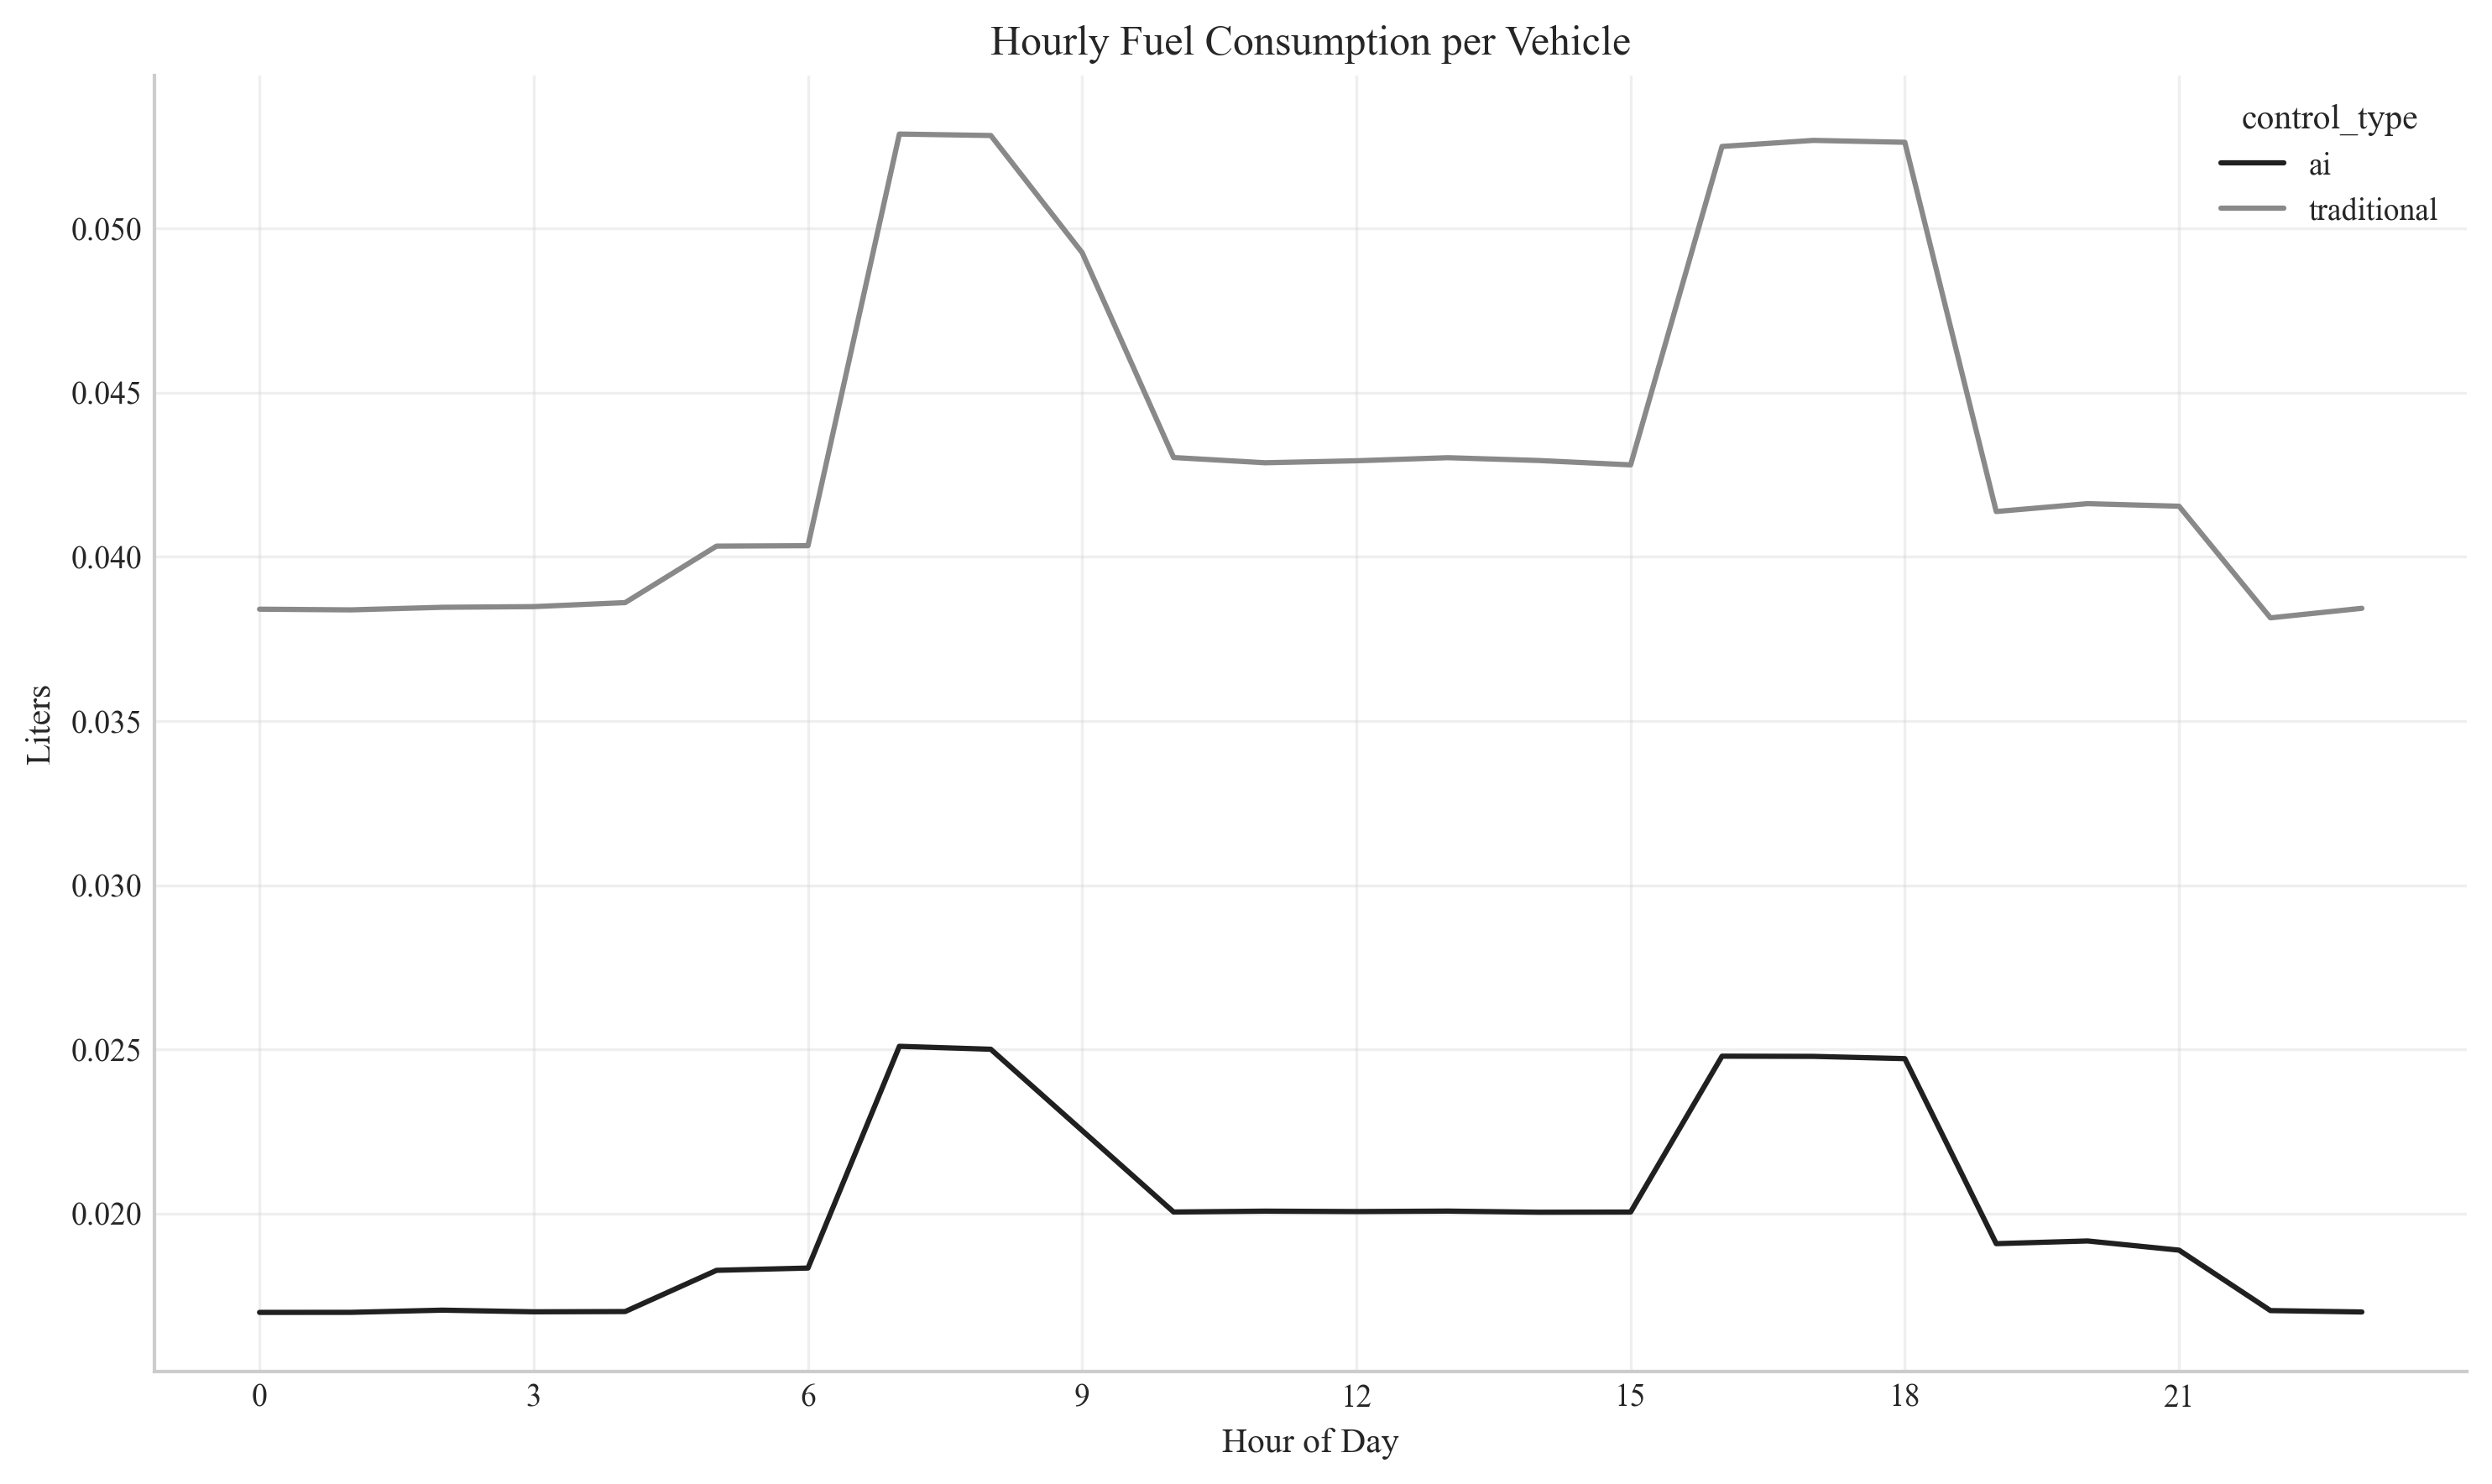 Hourly Fuel Consumption per Vehicle
control_type
ai
traditional
0.050
0.045
0.040
0.035
0.030
0.025
0.020
Liters
0 3 6 9 12 15 18 21
Hour of Day